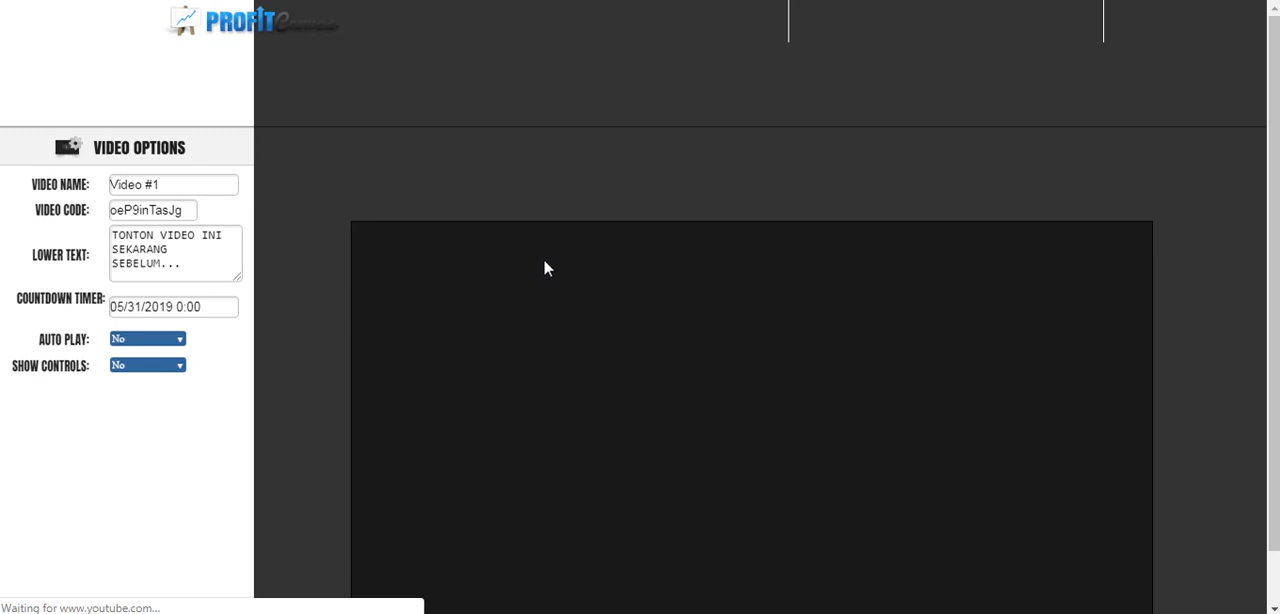 PROFIT Canvas
VIDEO OPTIONS
VIDEO NAME: Video #1
VIDEO CODE: oeP9inTasJg
LOWER TEXT: TONTON VIDEO INI
SEKARANG
SEBELUM...
COUNTDOWN TIMER: 05/31/2019 0:00
AUTO PLAY: No
SHOW CONTROLS: No
Waiting for www.youtube.com...